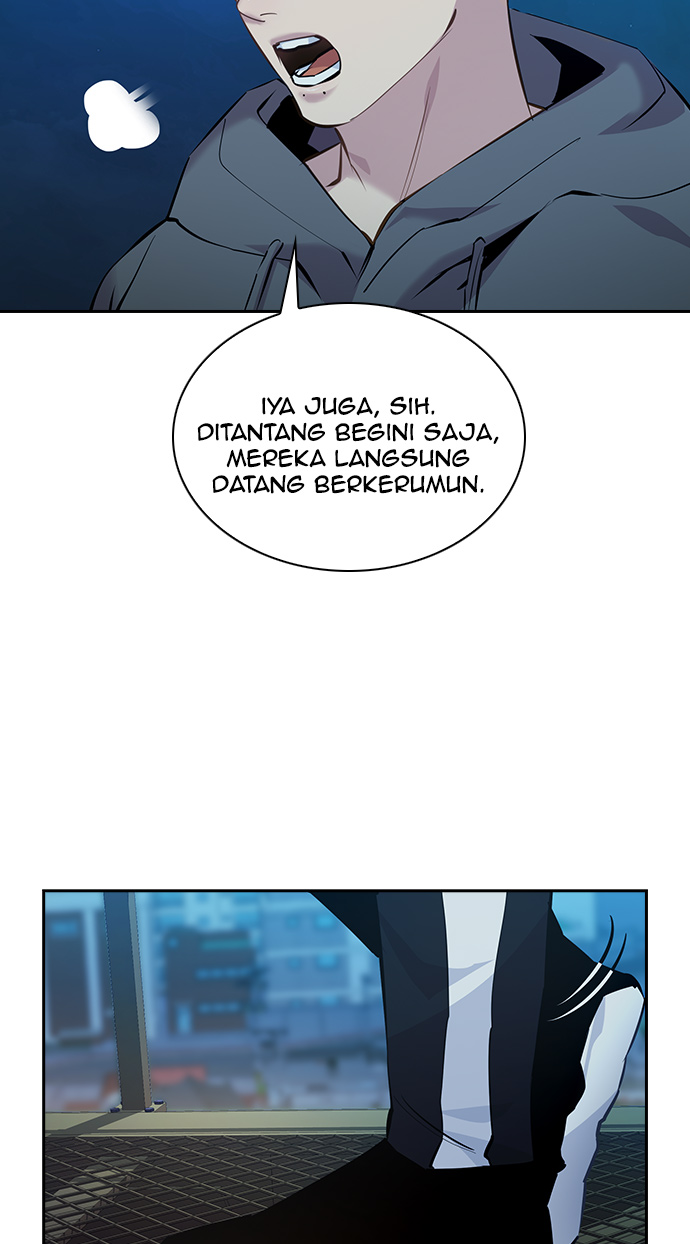 IYA JUGA, SIH.
DITANTANG BEGINI SAJA,
MEREKA LANGSUNG
DATANG BERKERUMUN.